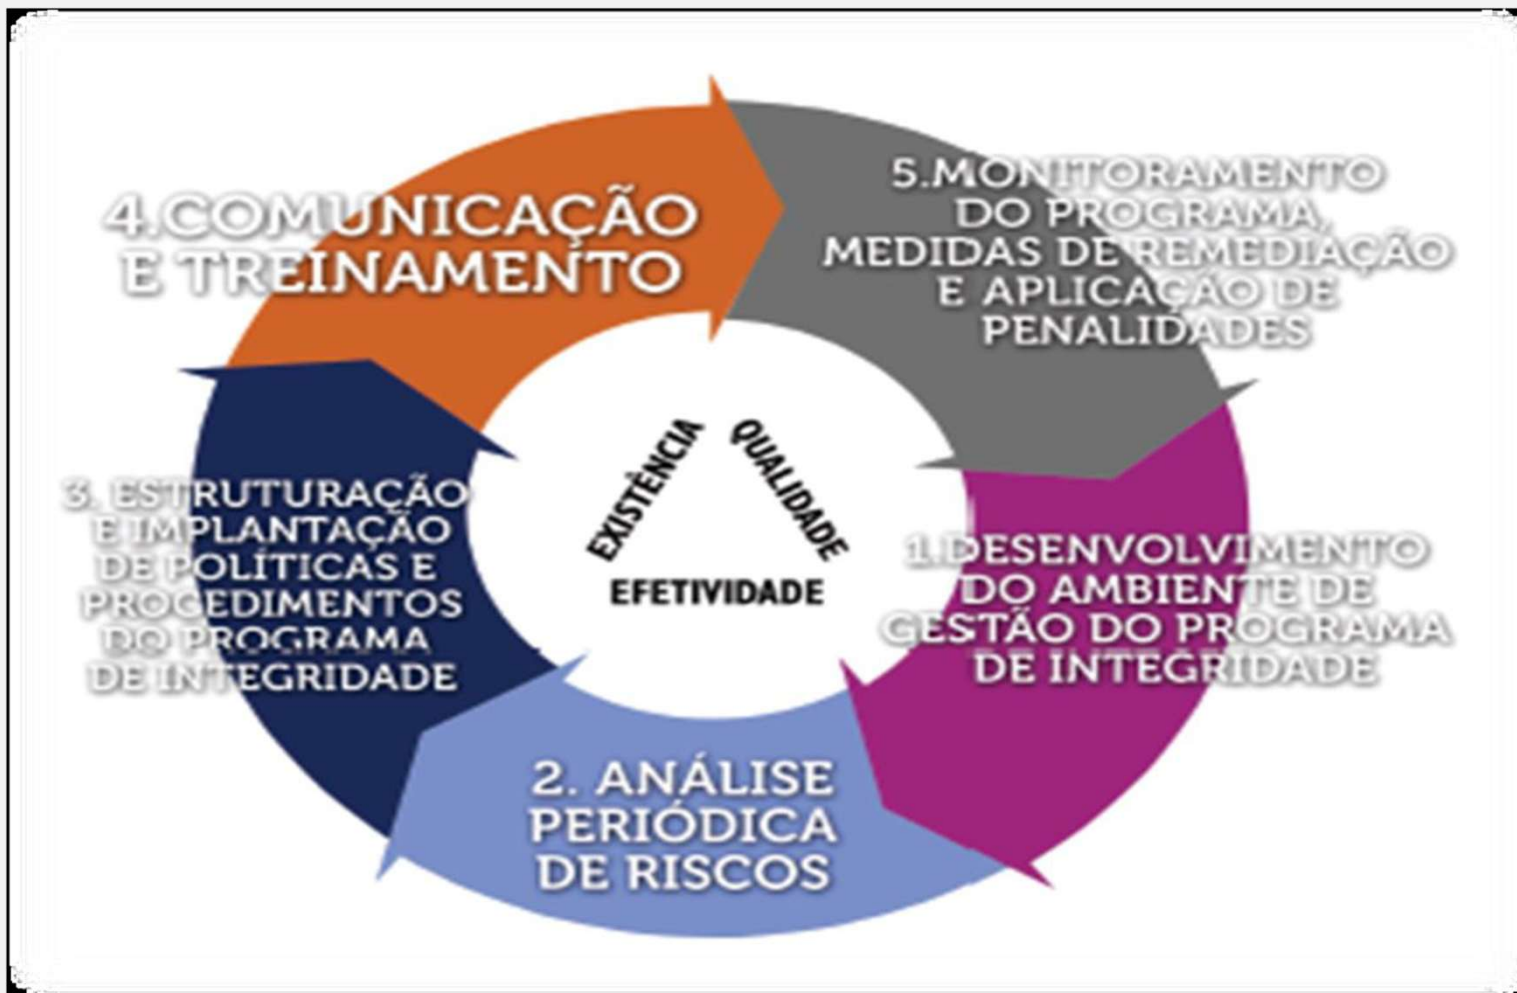 4.COMUNICAÇÃO
E TREINAMENTO
5.MONITORAMENTO
DO PROGRAMA,
MEDIDAS DE REMEDIAÇÃO
E APLICAÇÃO DE
PENALIDADES
3. ESTRUTURAÇÃO
E IMPLANTAÇÃO
DE POLÍTICAS E
PROCEDIMENTOS
DO PROGRAMA
DE INTEGRIDADE
EXISTÊNCIA
QUALIDADE
EFETIVIDADE
1.DESENVOLVIMENTO
DO AMBIENTE DE
GESTÃO DO PROGRAMA
DE INTEGRIDADE
2. ANÁLISE
PERIÓDICA
DE RISCOS